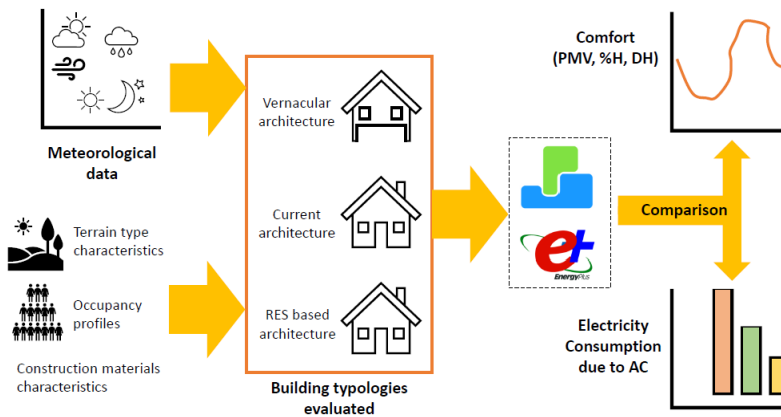 Meteorological
data
Terrain type
characteristics
Occupancy
profiles
Construction materials
characteristics
Vernacular
architecture
Current
architecture
RES based
architecture
Building typologies
evaluated
e+
EnergyPlus
Comparison
Comfort
(PMV, %H, DH)
Electricity
Consumption
due to AC